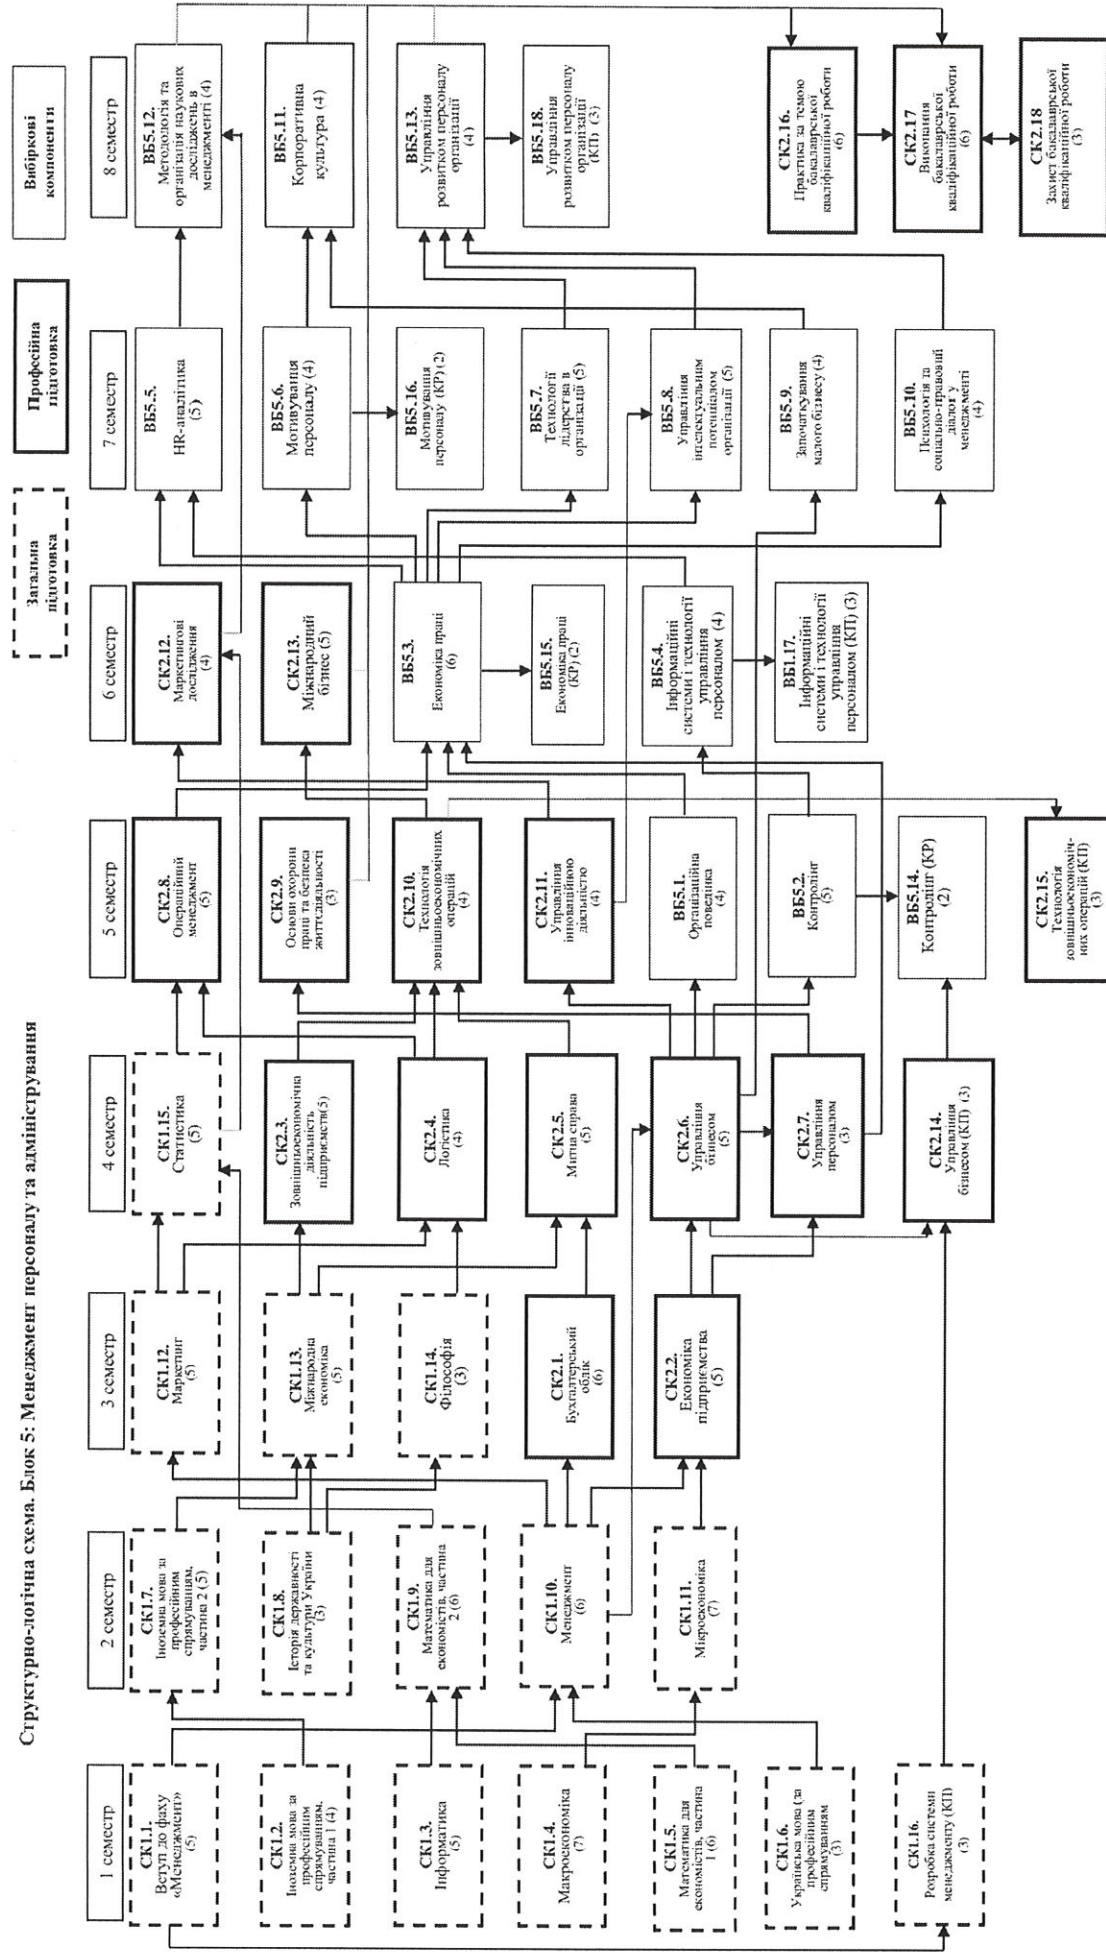 Структурно-логічна схема. Блок 5: Менеджмент персоналу та адміністрування
Загальна
підготовка
Професійна
підготовка
Вибіркові
компоненти
1 семестр
2 семестр
3 семестр
4 семестр
5 семестр
6 семестр
7 семестр
8 семестр
СК1.1.
Вступ до фаху
«Менеджмент»
(5)
СК1.2.
Іноземна мова за
професійним
спрямуванням,
частина 1 (4)
СК1.3.
Інформатика
(5)
СК1.4.
Макроекономіка
(7)
СК1.5.
Математика для
економістів, частина
1 (6)
СК1.6.
Українська мова (за
професійним
спрямуванням
(3)
СК1.16.
Розробка системи
менеджменту (КП)
(3)
СК1.7.
Іноземна мова за
професійним
спрямуванням,
частина 2 (5)
СК1.8.
Історія державності
та культури України
(3)
СК1.9.
Математика для
економістів, частина
2 (6)
СК1.10.
Менеджмент
(6)
СК1.11.
Мікроекономіка
(7)
СК1.12.
Маркетинг
(5)
СК1.13.
Міжнародна
економіка
(5)
СК1.14.
Філософія
(3)
СК2.1.
Бухгалтерський
облік
(6)
СК2.2.
Економіка
підприємства
(5)
СК1.15.
Статистика
(5)
СК2.3.
Зовнішньоекономічна
діяльність
підприємств(5)
СК2.4.
Логістика
(4)
СК2.5.
Митна справа
(5)
СК2.6.
Управління
бізнесом
(5)
СК2.7.
Управління
персоналом
(3)
СК2.14.
Управління
бізнесом (КП) (3)
СК2.8.
Операційний
менеджмент
(5)
СК2.9.
Основи охорони
праці та безпека
життєдіяльності
(3)
СК2.10.
Технологія
зовнішньоекономічних
операцій
(4)
СК2.11.
Управління
інноваційною
діяльністю
(4)
ВБ5.1.
Організаційна
поведінка
(4)
ВБ5.2.
Контролінг
(5)
ВБ5.14.
Контролінг (КР)
(2)
СК2.15.
Технологія
зовнішньоекономіч-
них операцій (КП)
(3)
СК2.12.
Маркетингові
дослідження
(4)
СК2.13.
Міжнародний
бізнес (5)
ВБ5.3.
Економіка праці
(6)
ВБ5.15.
Економіка праці
(КР) (2)
ВБ5.4.
Інформаційні
системи і технології
управління
персоналом (4)
ВБ1.17.
Інформаційні
системи і технології
управління
персоналом (КП) (3)
ВБ5.5.
HR-аналітика
(5)
ВБ5.6.
Мотивування
персоналу (4)
ВБ5.16.
Мотивування
персоналу (КР) (2)
ВБ5.7.
Технології
лідерства в
організації (5)
ВБ5.8.
Управління
інтелектуальним
потенціалом
організації (5)
ВБ5.9.
Започаткування
малого бізнесу (4)
ВБ5.10.
Психологія та
соціально-правовий
діалог у
менеджменті
(4)
ВБ5.12.
Методологія та
організація наукових
досліджень в
менеджменті (4)
ВБ5.11.
Корпоративна
культура (4)
ВБ5.13.
Управління
розвитком персоналу
організації
(4)
ВБ5.18.
Управління
розвитком персоналу
організації
(КП) (3)
СК2.16.
Практика за темою
бакалаврської
кваліфікаційної роботи
(6)
СК2.17
Виконання
бакалаврської
кваліфікаційної роботи
(6)
СК2.18
Захист бакалаврської
кваліфікаційної роботи
(3)